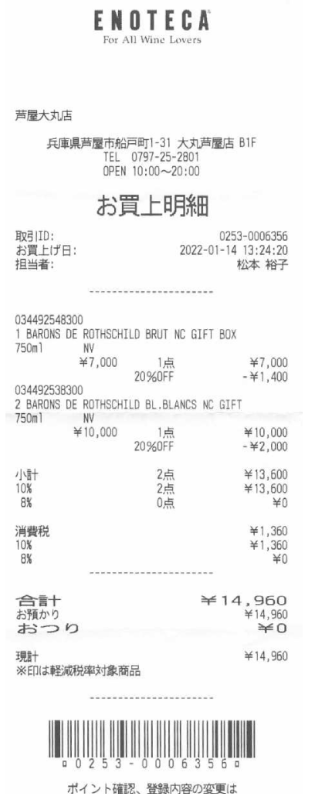 ENOTECA
For All Wine Lovers
芦屋大丸店
兵庫県芦屋市船戸町1-31 大丸芦屋店 B1F
TEL 0797-25-2801
OPEN 10:00～20:00
お買上明細
取引ID: 0253-0006356
お買上げ日: 2022-01-14 13:24:20
担当者: 松本 裕子
034492548300
1 BARONS DE ROTHSCHILD BRUT NC GIFT BOX
750ml NV
¥7,000 1点 ¥7,000
20%OFF -¥1,400
034492538300
2 BARONS DE ROTHSCHILD BL.BLANCS NC GIFT
750ml NV
¥10,000 1点 ¥10,000
20%OFF -¥2,000
小計 2点 ¥13,600
10% 2点 ¥13,600
8% 0点 ¥0
消費税 ¥1,360
10% ¥1,360
8% ¥0
合計 ¥14,960
お預かり ¥14,960
おつり ¥0
現計 ¥14,960
※印は軽減税率対象商品
0253-0006356
ポイント確認、登録内容の変更は